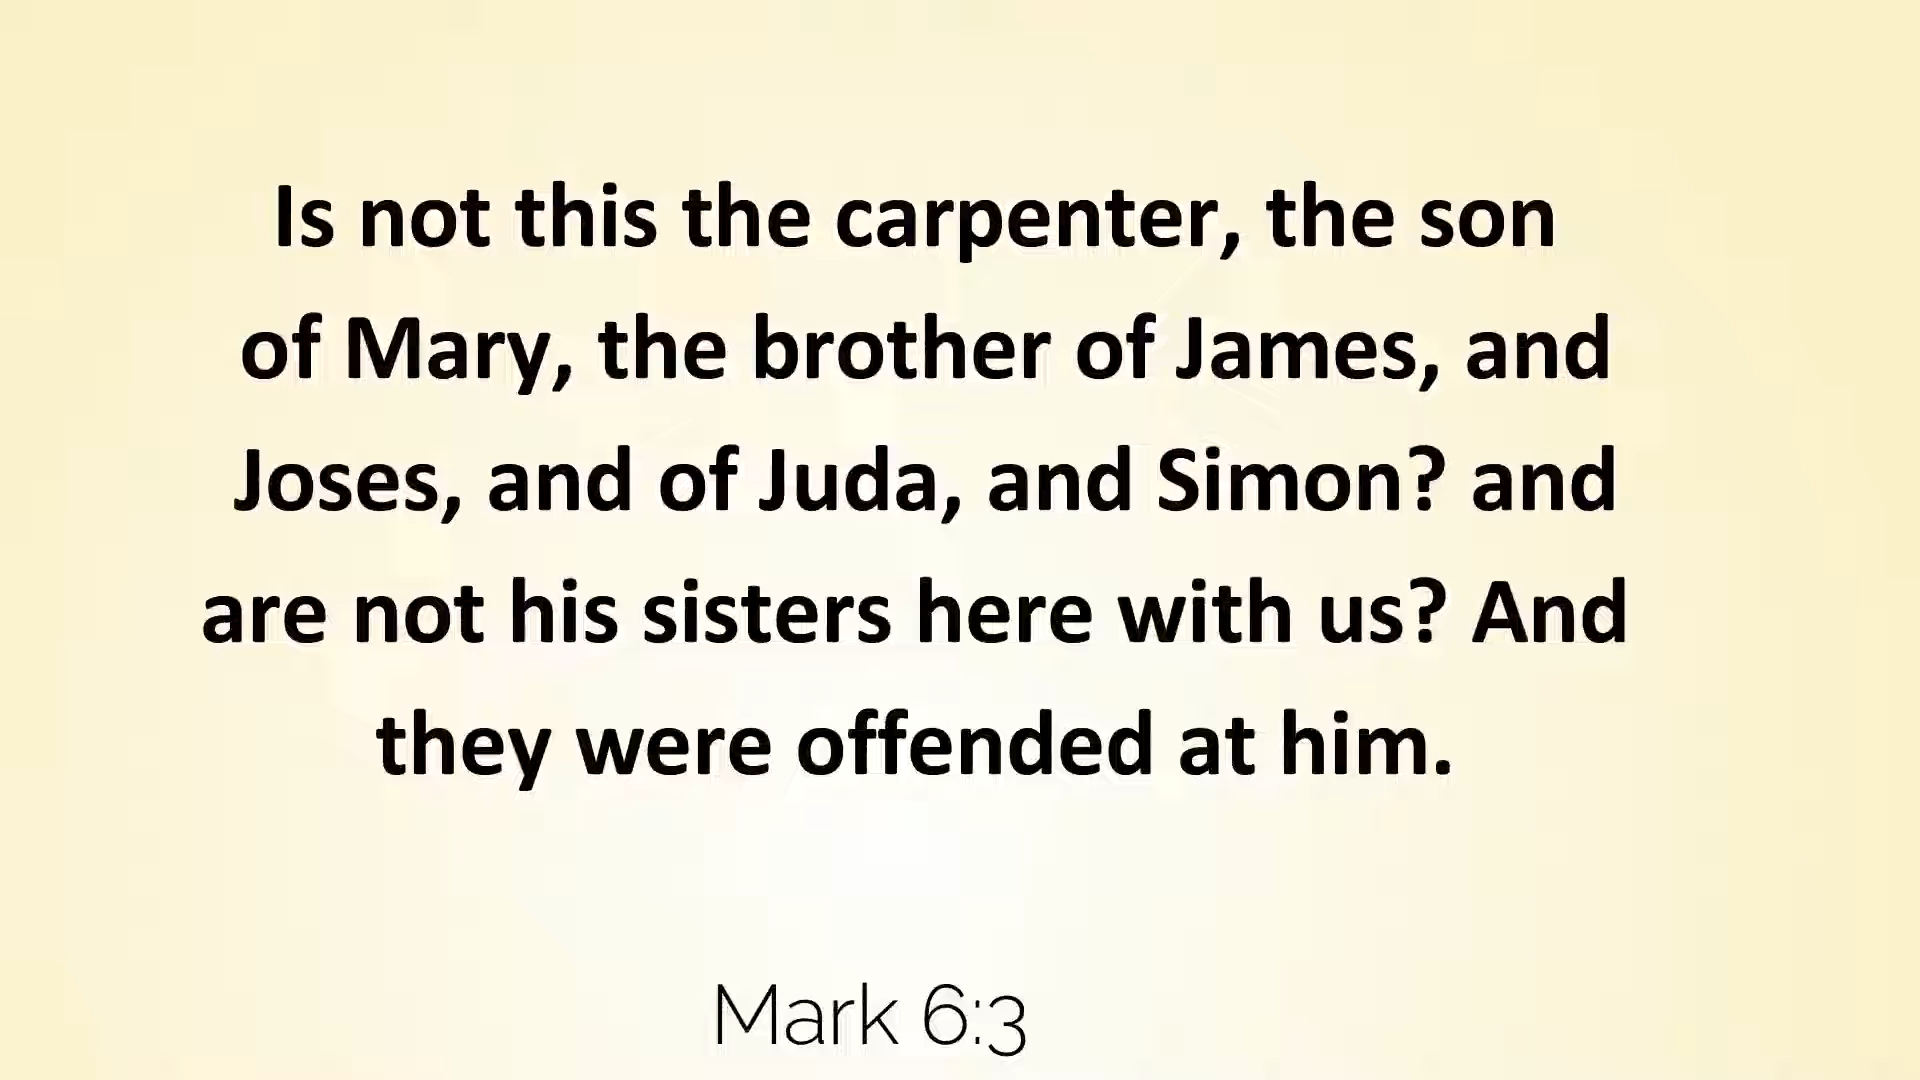 Is not this the carpenter, the son
of Mary, the brother of James, and
Joses, and of Juda, and Simon? and
are not his sisters here with us? And
they were offended at him.
Mark 6:3